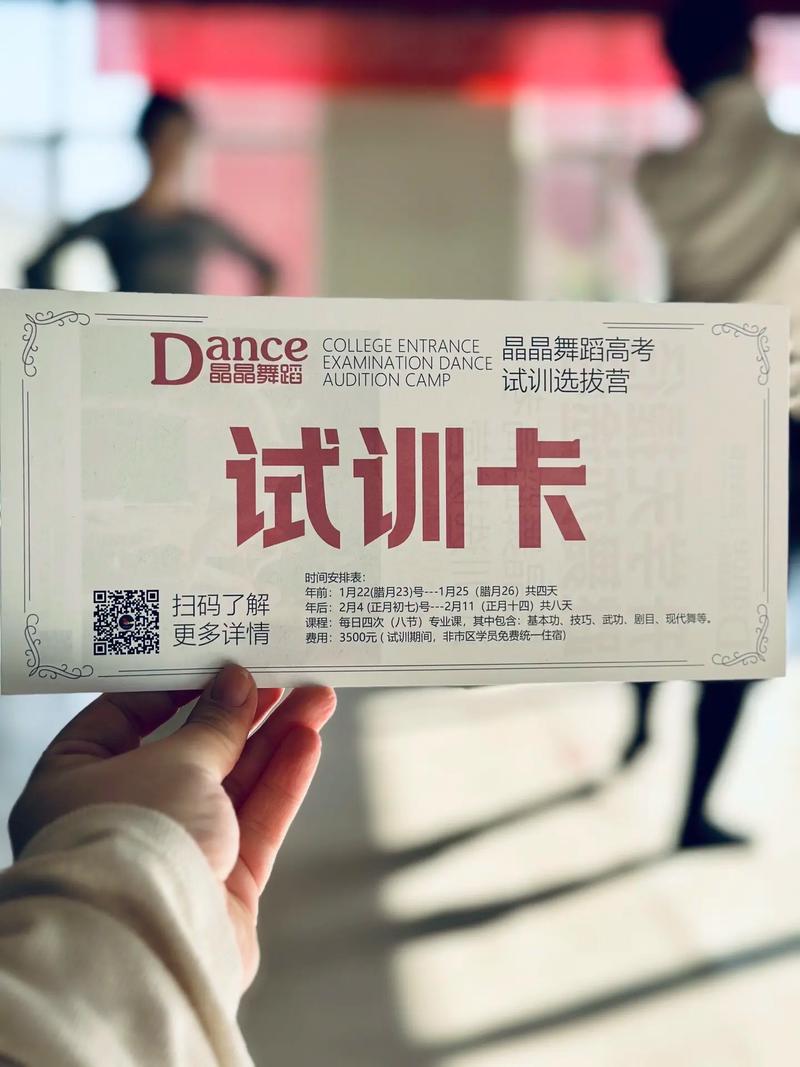 Dance
晶晶舞蹈
COLLEGE ENTRANCE
EXAMINATION DANCE
AUDITION CAMP
晶晶舞蹈高考
试训选拔营
试训卡
扫码了解
更多详情
时间安排表：
年前：1月22(腊月23)号---1月25（腊月26）共四天
年后：2月4 (正月初七)号---2月11（正月十四）共八天
课程：每日四次（八节）专业课，其中包含：基本功、技巧、武功、剧目、现代舞等。
费用：3500元 ( 试训期间，非市区学员免费统一住宿)